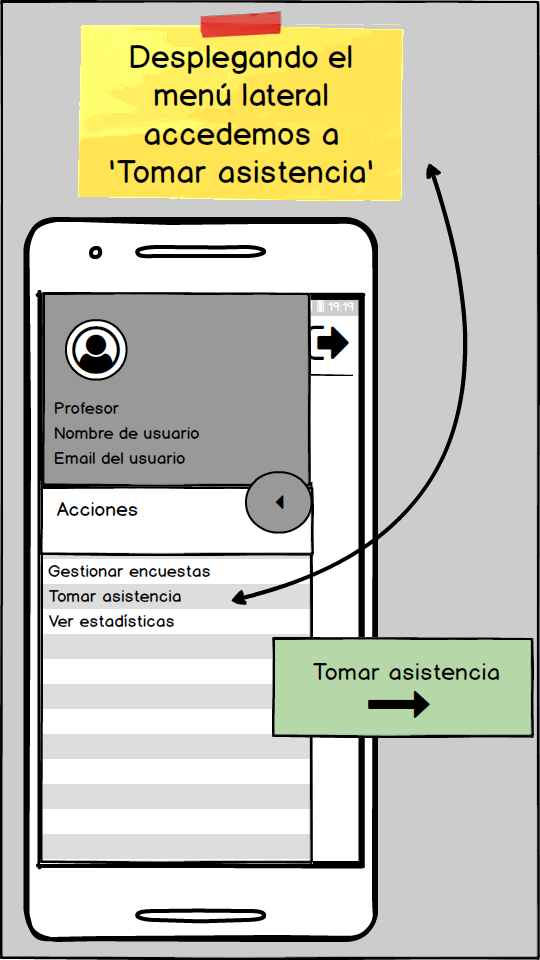 Desplegando el
menú lateral
accedemos a
'Tomar asistencia'
19:19
Profesor
Nombre de usuario
Email del usuario
Acciones
Gestionar encuestas
Tomar asistencia
Ver estadísticas
Tomar asistencia